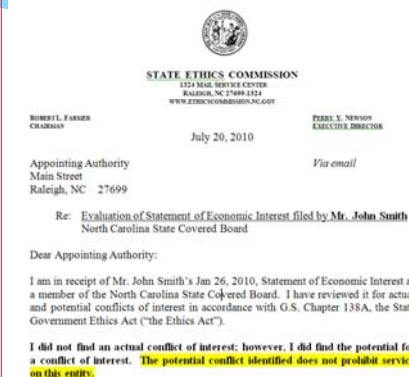 STATE ETHICS COMMISSION
1324 MAIL SERVICE CENTER
RALEIGH, NC 27699-1324
WWW.ETHICSCOMMISSION.NC.GOV
ROBERT L. FARMER
CHAIRMAN
PERRY Y. NEWSON
EXECUTIVE DIRECTOR
July 20, 2010
Appointing Authority
Via email
Main Street
Raleigh, NC 27699
Re: Evaluation of Statement of Economic Interest filed by Mr. John Smith
North Carolina State Covered Board
Dear Appointing Authority:
I am in receipt of Mr. John Smith's Jan 26, 2010, Statement of Economic Interest a
a member of the North Carolina State Covered Board. I have reviewed it for actua
and potential conflicts of interest in accordance with G.S. Chapter 138A, the Stat
Government Ethics Act ("the Ethics Act").
I did not find an actual conflict of interest; however, I did find the potential fo
a conflict of interest. The potential conflict identified does not prohibit servic
on this entity.